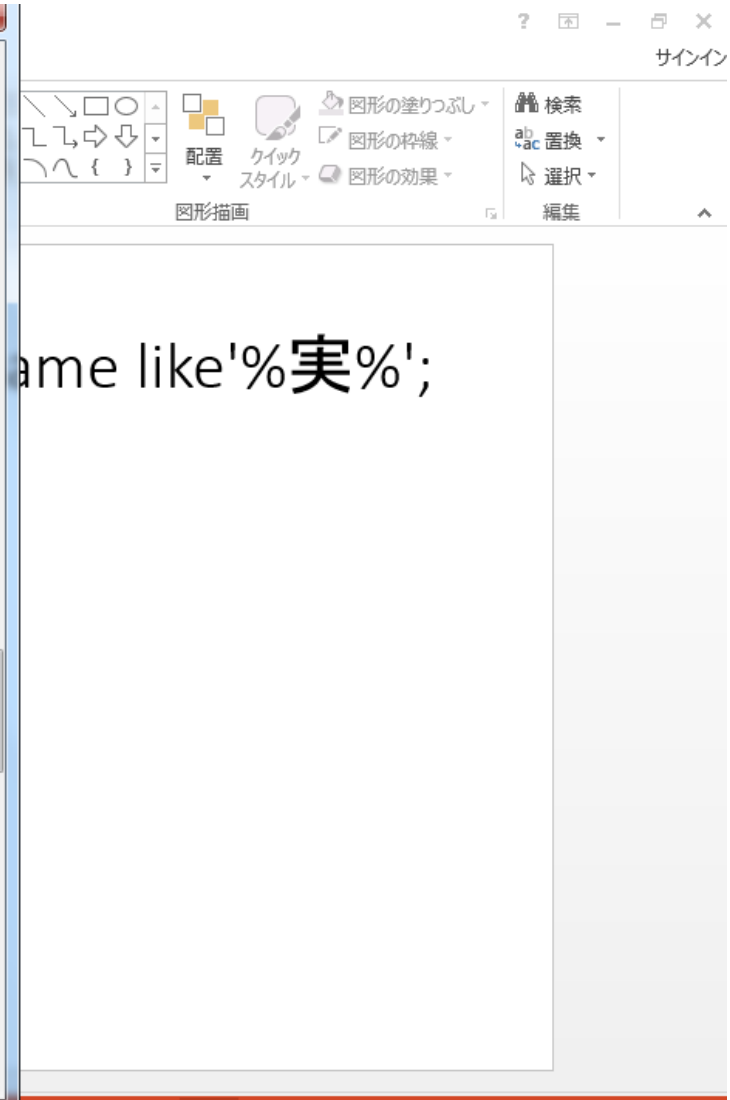 ?
サインイン
図形の塗りつぶし
検索
配置
クイック
スタイル
図形の枠線
ab
ac 置換
図形の効果
選択
図形描画
編集
ame like'%実%';